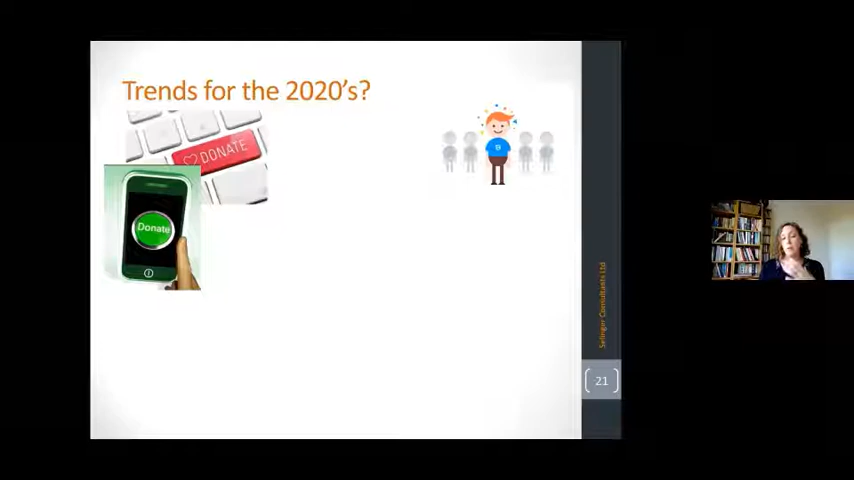 Trends for the 2020's?
DONATE
Donate
Selinger Consultants Ltd
21